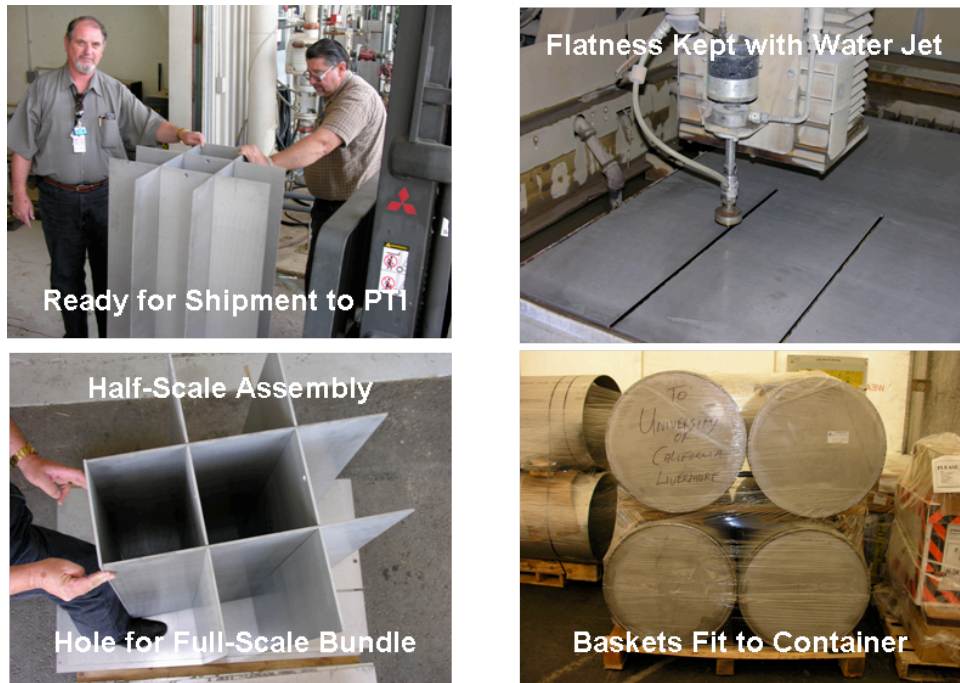 Ready for Shipment to PTI
Flatness Kept with Water Jet
Half-Scale Assembly
Hole for Full-Scale Bundle
To
UNIVERSITY
OF
CALIFORNIA
LIVERMORE
PLEASE
Baskets Fit to Container